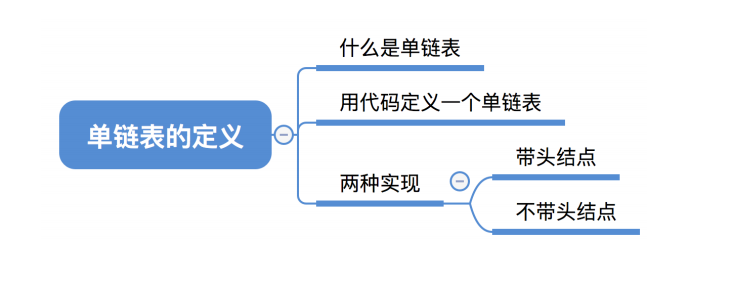 单链表的定义
什么是单链表
用代码定义一个单链表
两种实现
带头结点
不带头结点